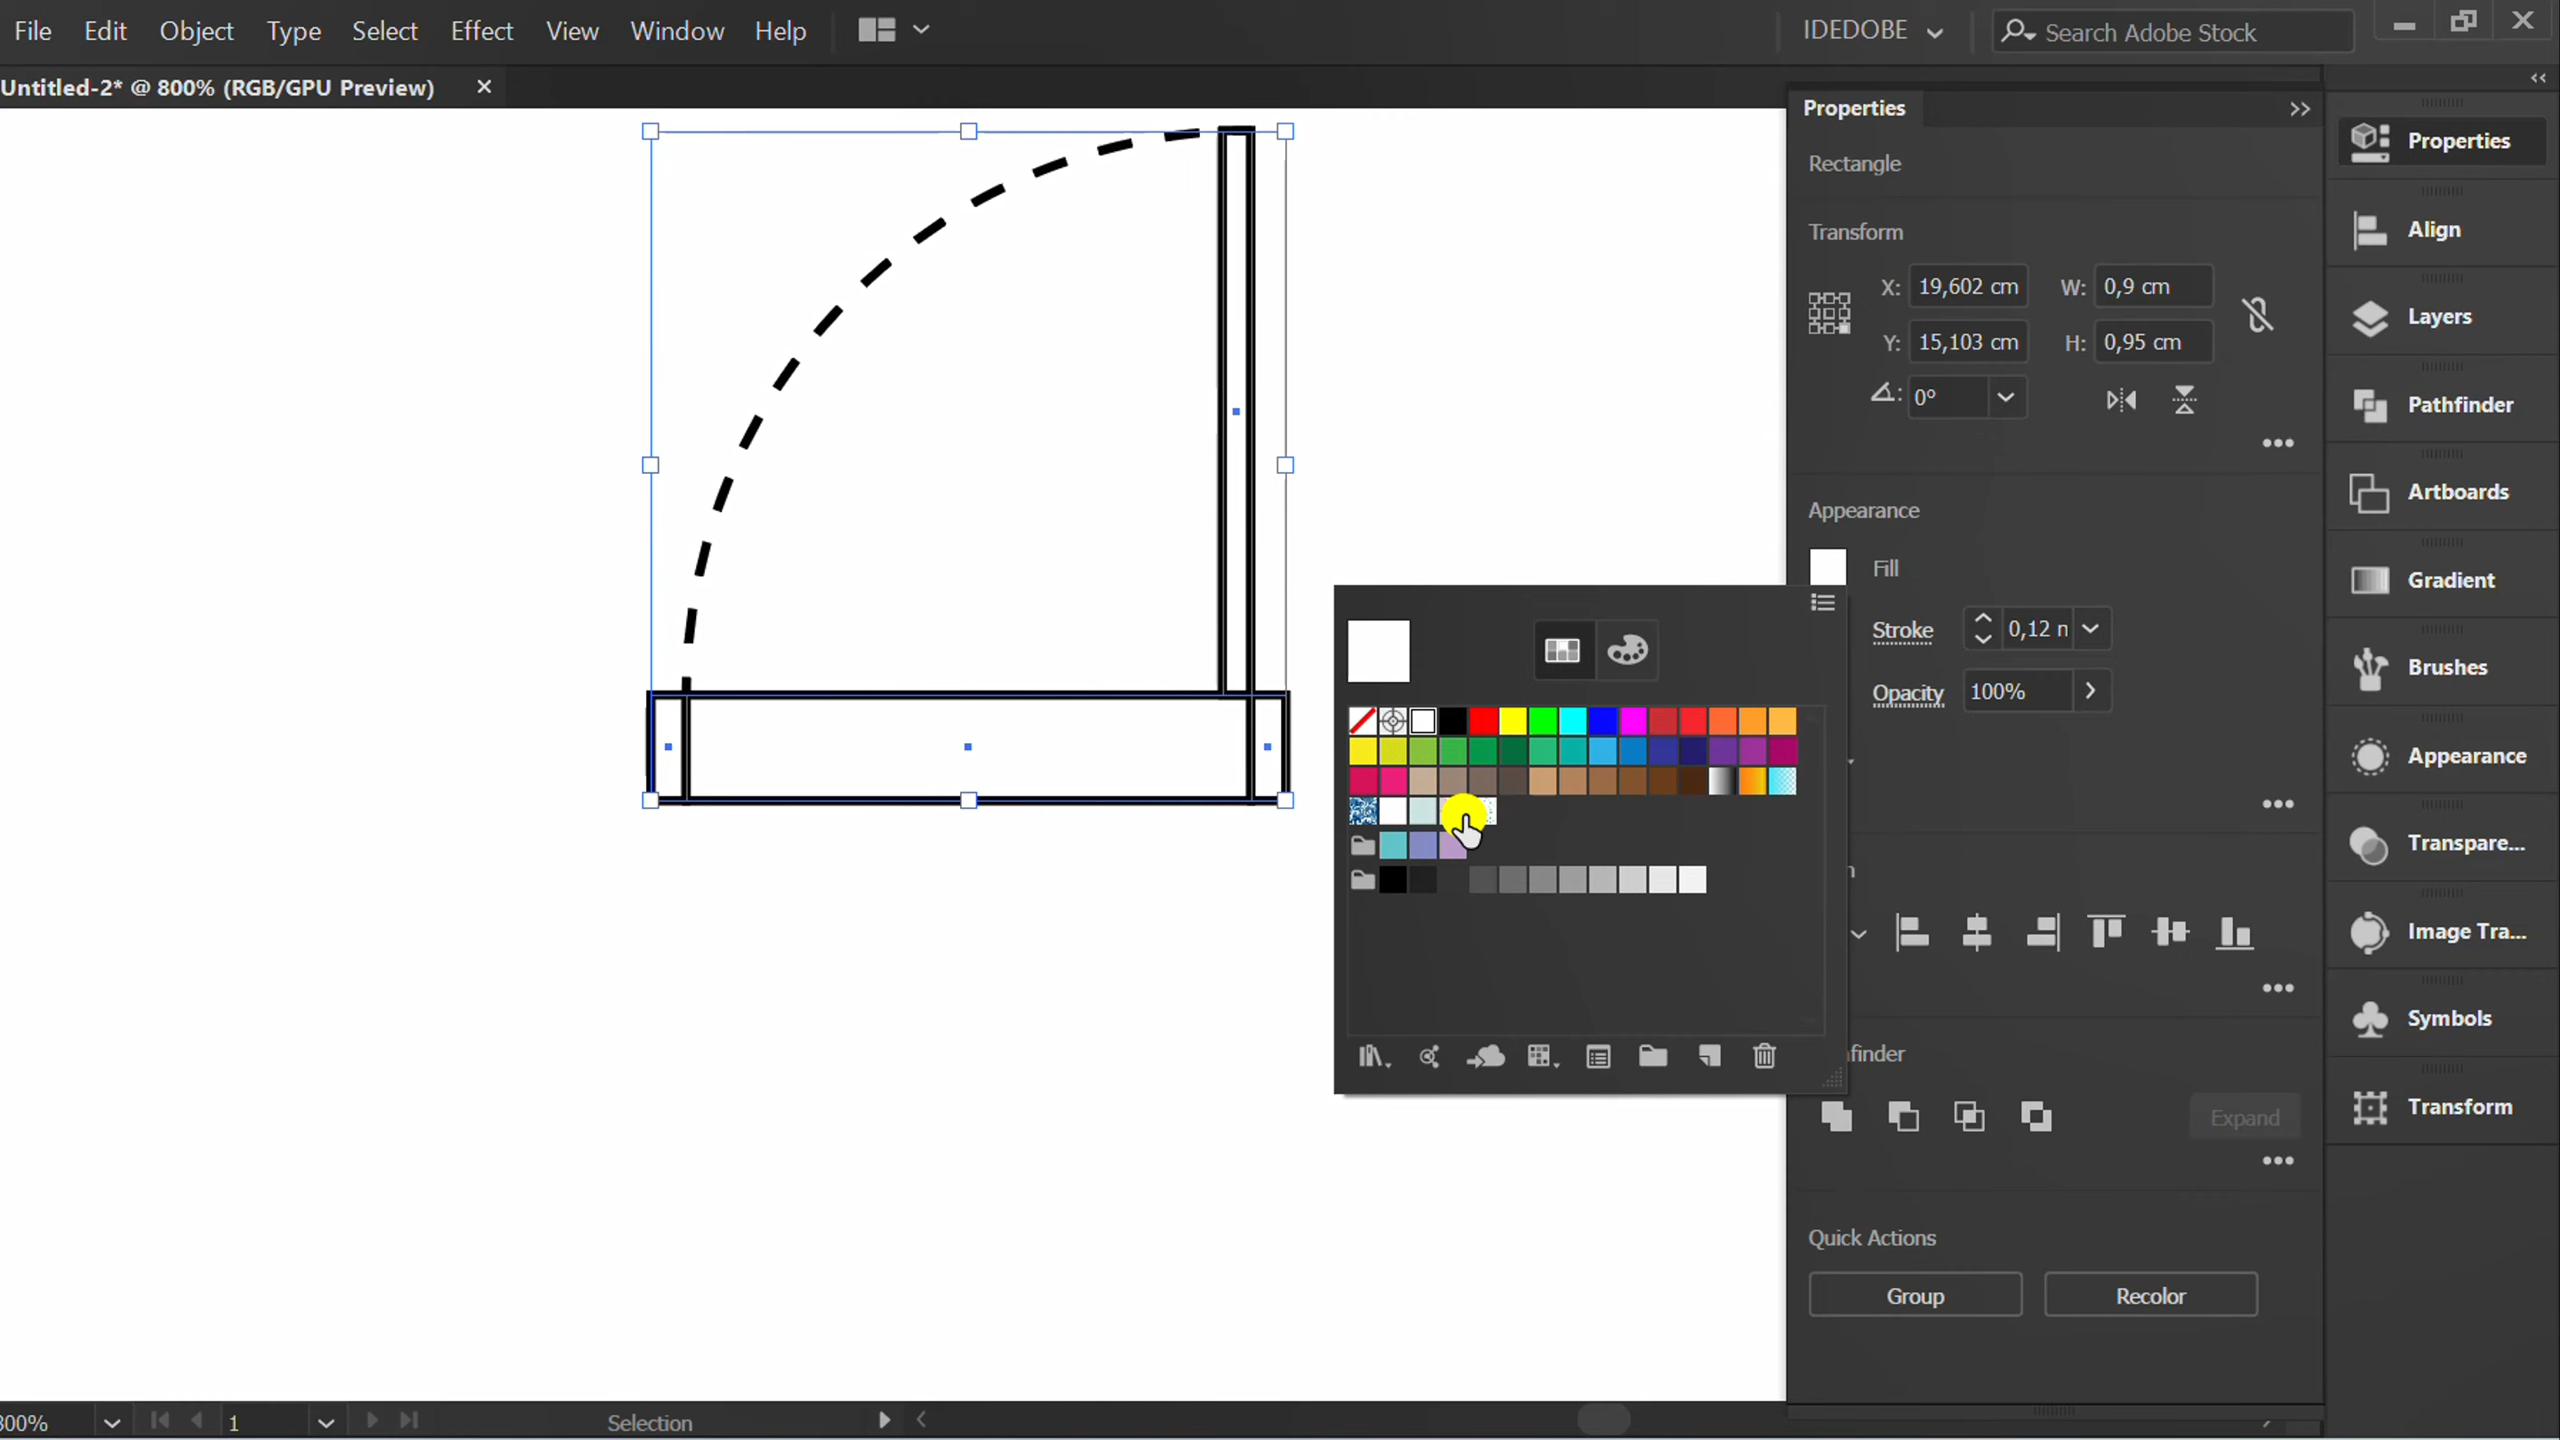 File Edit Object Type Select Effect View Window Help
IDEDOBE
Search Adobe Stock
Untitled-2* @ 800% (RGB/GPU Preview)
Properties
Rectangle
Transform
X: 19,602 cm W: 0,9 cm
Y: 15,103 cm H: 0,95 cm
0°
Appearance
Fill
Stroke 0,12 n
Opacity 100%
finder
Expand
Quick Actions
Group Recolor
Properties
Align
Layers
Pathfinder
Artboards
Gradient
Brushes
Appearance
Transpare...
Image Tra...
Symbols
Transform
800% 1 Selection